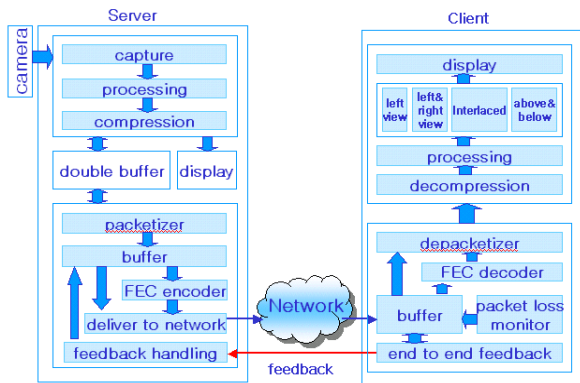 Server
camera
capture
processing
compression
double buffer
display
packetizer
buffer
FEC encoder
deliver to network
feedback handling
Network
feedback
Client
display
left
view
left&
right
view
Interlaced
above&
below
processing
decompression
depacketizer
FEC decoder
buffer
packet loss
monitor
end to end feedback